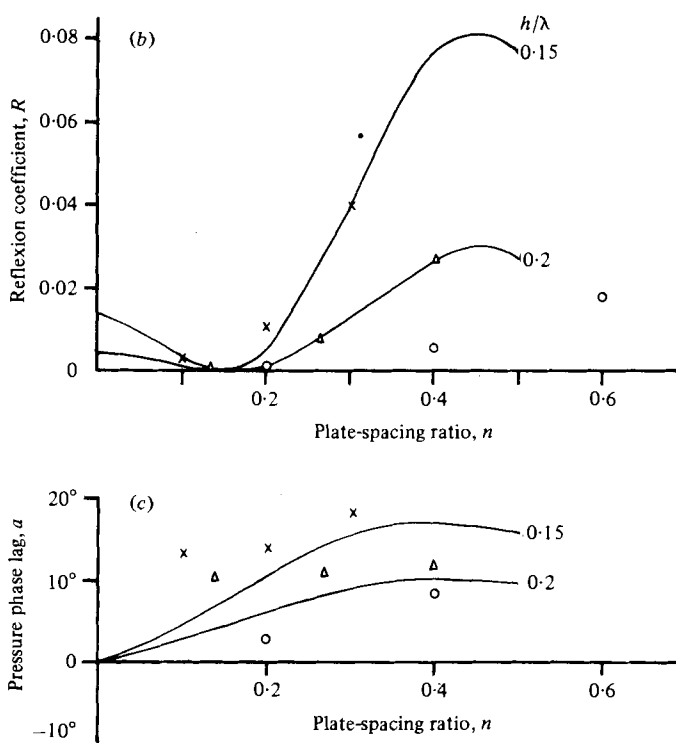 (b)
h/λ
0·08
0·15
0·06
0·04
0·02
0
0·2
Reflexion coefficient, R
0·2 0·4 0·6
Plate-spacing ratio, n
(c)
20°
0·15
10°
0·2
0
−10°
Pressure phase lag, a
0·2 0·4 0·6
Plate-spacing ratio, n